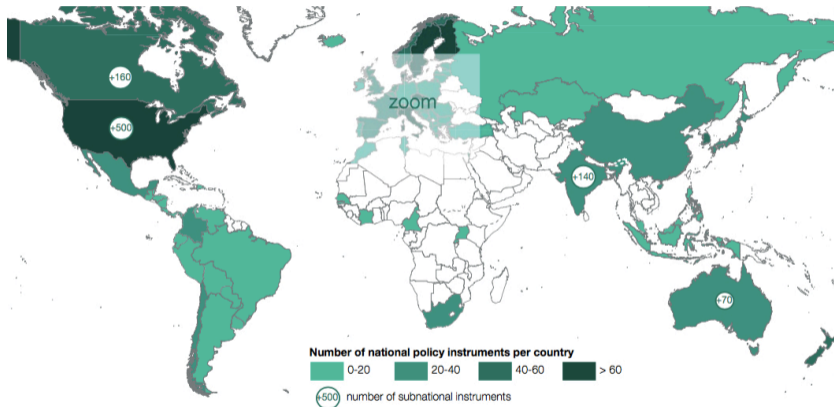 +160
zoom
+500
+140
+70
Number of national policy instruments per country
0-20 20-40 40-60 > 60
+500 number of subnational instruments